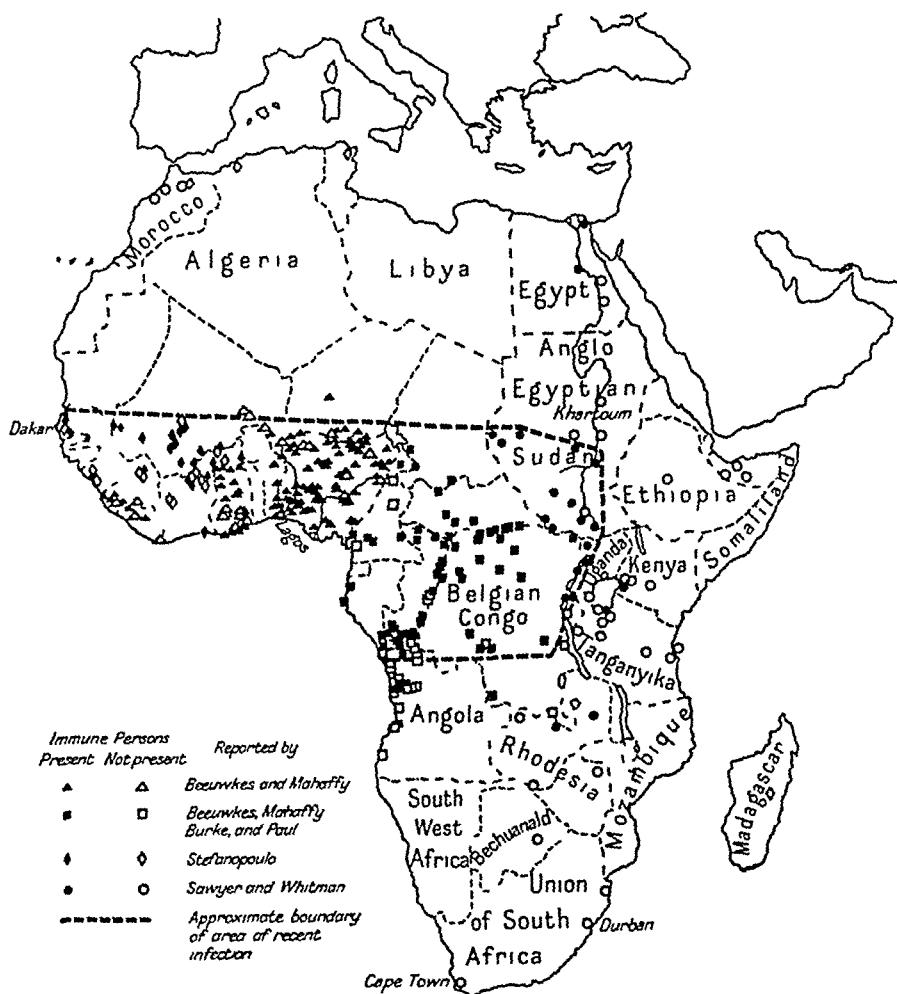 Morocco
Algeria
Libya
Egypt
Anglo
Egyptian
Khartoum
Sudan
Dakar
Lagos
Ethiopia
Somaliland
Uganda
Kenya
Belgian
Congo
Tanganyika
Angola
Rhodesia
Mozambique
Madagascar
South
West
Africa
Bechuanald
Union
of South
Africa
Durban
Cape Town
Immune Persons
Present Not present Reported by
Beeuwkes and Mahaffy
Beeuwkes, Mahaffy
Burke, and Paul
Stefanopoulo
Sawyer and Whitman
Approximate boundary
of area of recent
infection